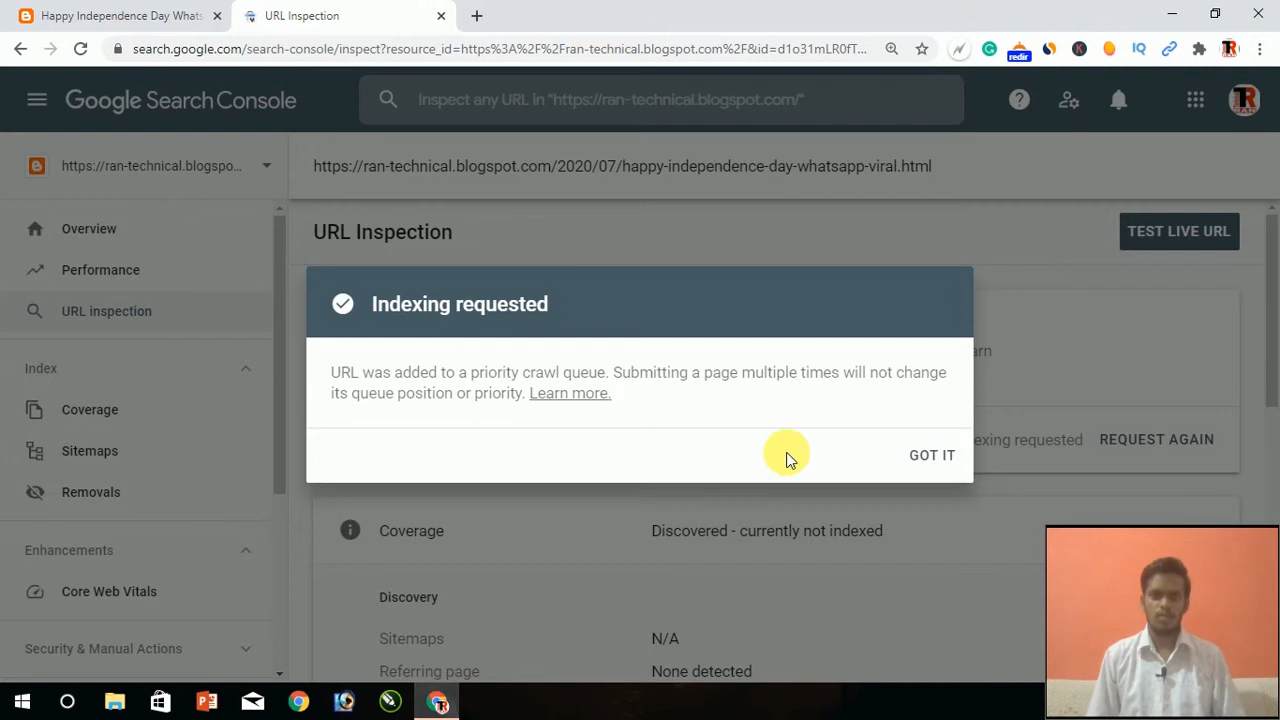 Happy Independence Day Whats
URL Inspection
search.google.com/search-console/inspect?resource_id=https%3A%2F%2Fran-technical.blogspot.com%2F&id=d1o31mLR0fT...
redir
IQ
Google Search Console
Inspect any URL in "https://ran-technical.blogspot.com/"
https://ran-technical.blogspo...
https://ran-technical.blogspot.com/2020/07/happy-independence-day-whatsapp-viral.html
Overview
URL Inspection
TEST LIVE URL
Performance
URL inspection
Indexing requested
arn
Index
URL was added to a priority crawl queue. Submitting a page multiple times will not change
its queue position or priority. Learn more.
Coverage
exing requested
REQUEST AGAIN
Sitemaps
GOT IT
Removals
Coverage
Discovered - currently not indexed
Enhancements
Core Web Vitals
Discovery
Sitemaps
N/A
Security & Manual Actions
Referring page
None detected